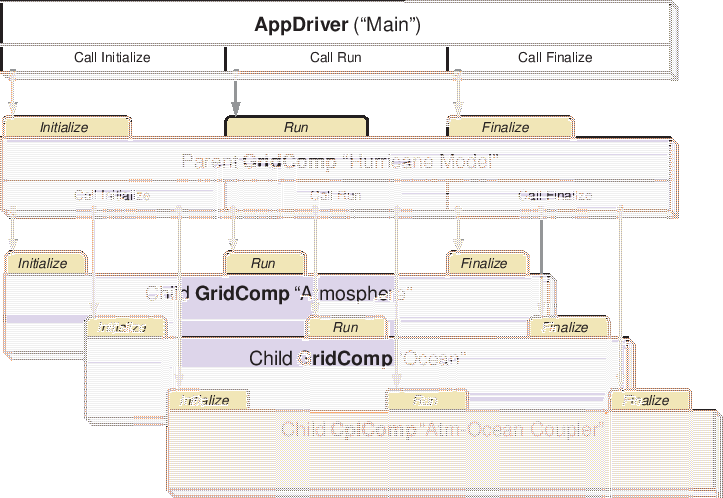 AppDriver (“Main”)
Call Initialize Call Run Call Finalize
Initialize Run Finalize
Parent GridComp “Hurricane Model”
Call Initialize Call Run Call Finalize
Initialize Run Finalize
Child GridComp “Atmosphere”
Initialize Run Finalize
Child GridComp “Ocean”
Initialize Run Finalize
Child CplComp “Atm-Ocean Coupler”